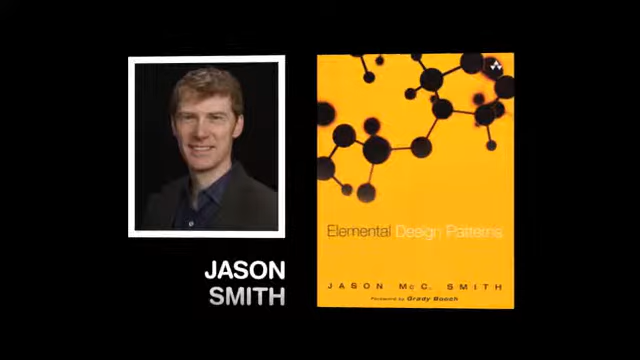 JASON
SMITH
Elemental Design Patterns
JASON McC. SMITH
Foreword by Grady Booch